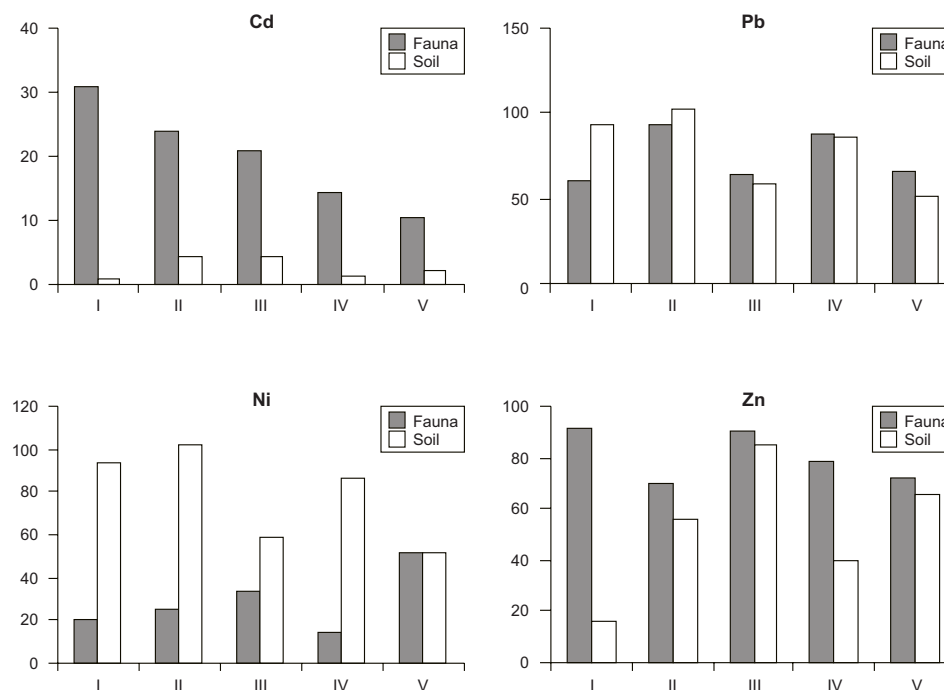 Cd
40
30
20
10
0
Fauna
Soil
I II III IV V
Pb
150
100
50
0
Fauna
Soil
I II III IV V
Ni
120
100
80
60
40
20
0
Fauna
Soil
I II III IV V
Zn
100
80
60
40
20
0
Fauna
Soil
I II III IV V